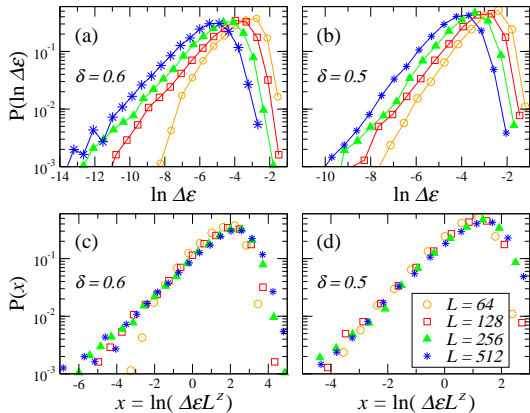 (a)
δ = 0.6
P(ln Δε)
10⁻¹
10⁻²
10⁻³
-14 -12 -10 -8 -6 -4 -2
ln Δε
(b)
δ = 0.5
-10 -8 -6 -4 -2
ln Δε
(c)
δ = 0.6
P(x)
10⁻¹
10⁻²
10⁻³
-6 -4 -2 0 2 4
x = ln( ΔεLᶻ)
(d)
δ = 0.5
L = 64
L = 128
L = 256
L = 512
-4 -2 0 2
x = ln( ΔεLᶻ)